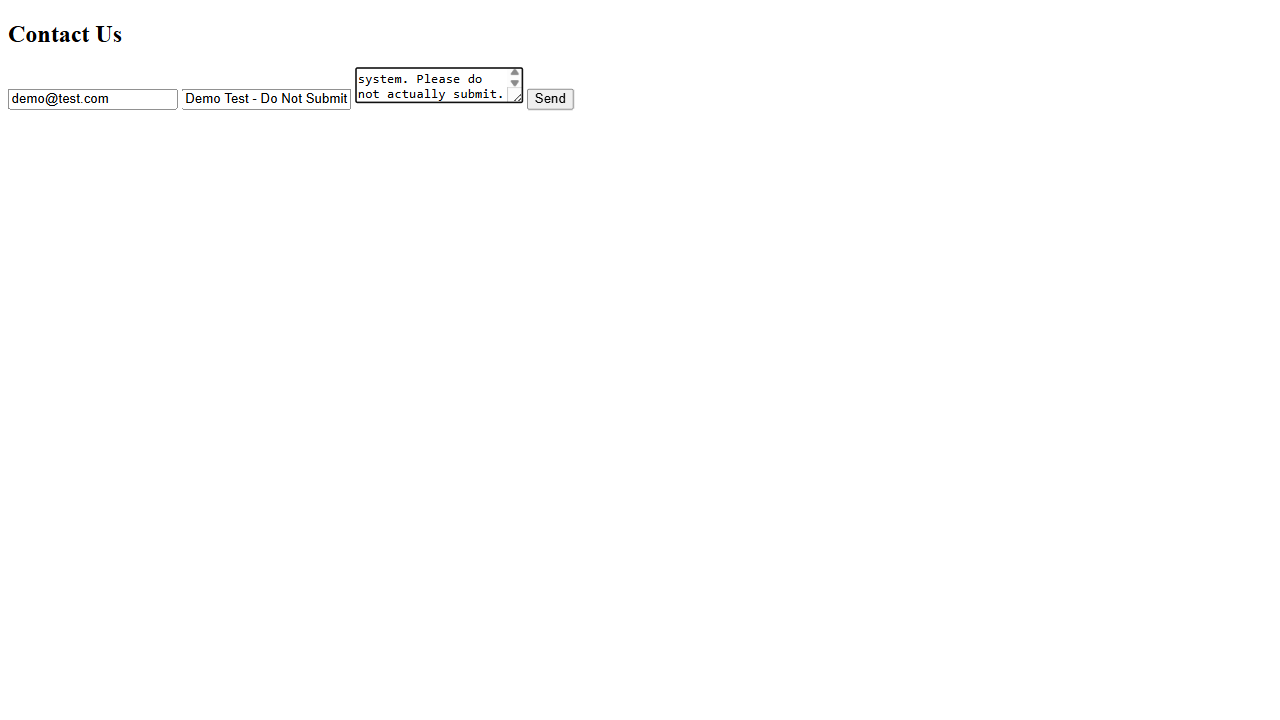 Contact Us
demo@test.com
Demo Test - Do Not Submit
system. Please do
not actually submit.
Send